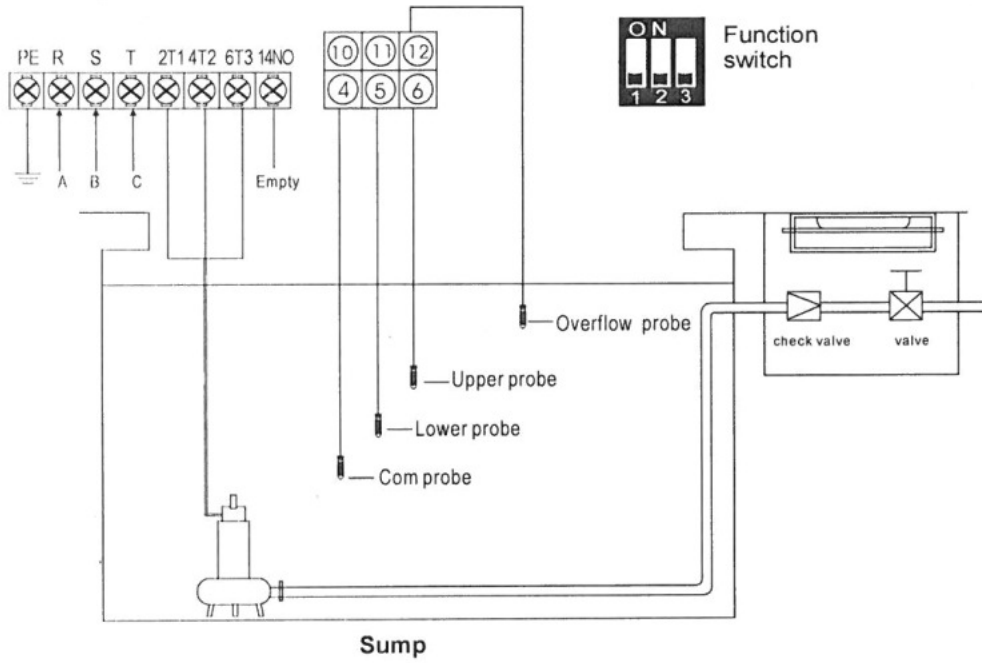 PE R S T 2T1 4T2 6T3 14NO
A B C Empty
10 11 12
4 5 6
ON
1 2 3
Function
switch
Overflow probe
Upper probe
Lower probe
Com probe
check valve valve
Sump